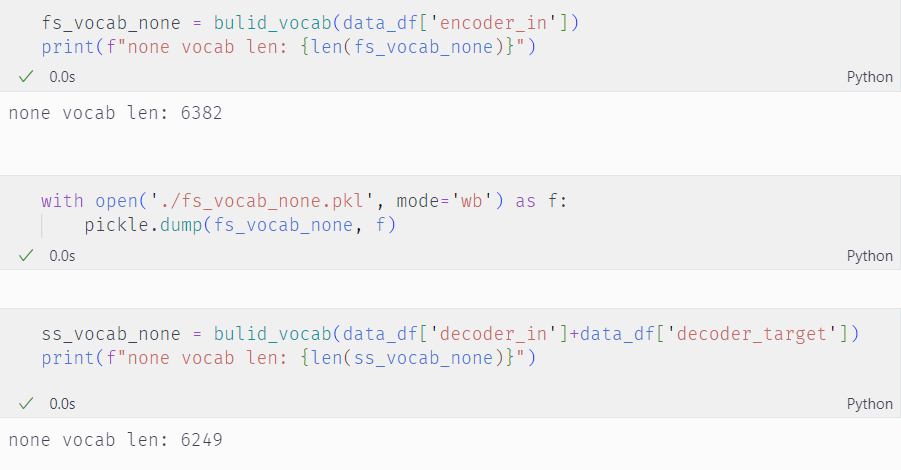 fs_vocab_none = bulid_vocab(data_df['encoder_in'])
print(f"none vocab len: {len(fs_vocab_none)}")
✓ 0.0s Python
none vocab len: 6382
with open('./fs_vocab_none.pkl', mode='wb') as f:
    pickle.dump(fs_vocab_none, f)
✓ 0.0s Python
ss_vocab_none = bulid_vocab(data_df['decoder_in']+data_df['decoder_target'])
print(f"none vocab len: {len(ss_vocab_none)}")
✓ 0.0s Python
none vocab len: 6249